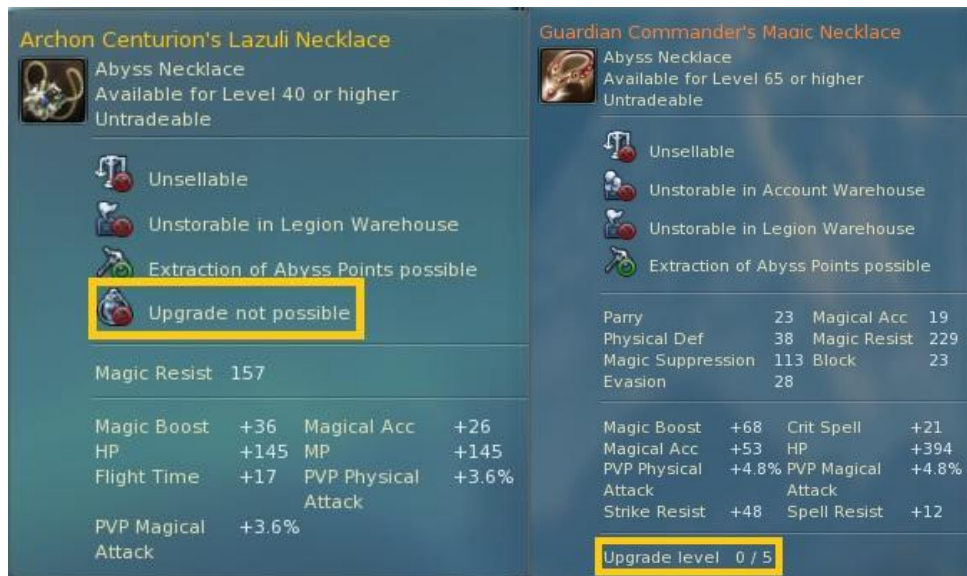 Archon Centurion's Lazuli Necklace
Abyss Necklace
Available for Level 40 or higher
Untradeable
Unsellable
Unstorable in Legion Warehouse
Extraction of Abyss Points possible
Upgrade not possible
Magic Resist 157
Magic Boost +36 Magical Acc +26
HP +145 MP +145
Flight Time +17 PVP Physical +3.6%
Attack
PVP Magical +3.6%
Attack
Guardian Commander's Magic Necklace
Abyss Necklace
Available for Level 65 or higher
Untradeable
Unsellable
Unstorable in Account Warehouse
Unstorable in Legion Warehouse
Extraction of Abyss Points possible
Parry 23 Magical Acc 19
Physical Def 38 Magic Resist 229
Magic Suppression 113 Block 23
Evasion 28
Magic Boost +68 Crit Spell +21
Magical Acc +53 HP +394
PVP Physical +4.8% PVP Magical +4.8%
Attack Attack
Strike Resist +48 Spell Resist +12
Upgrade level 0 / 5